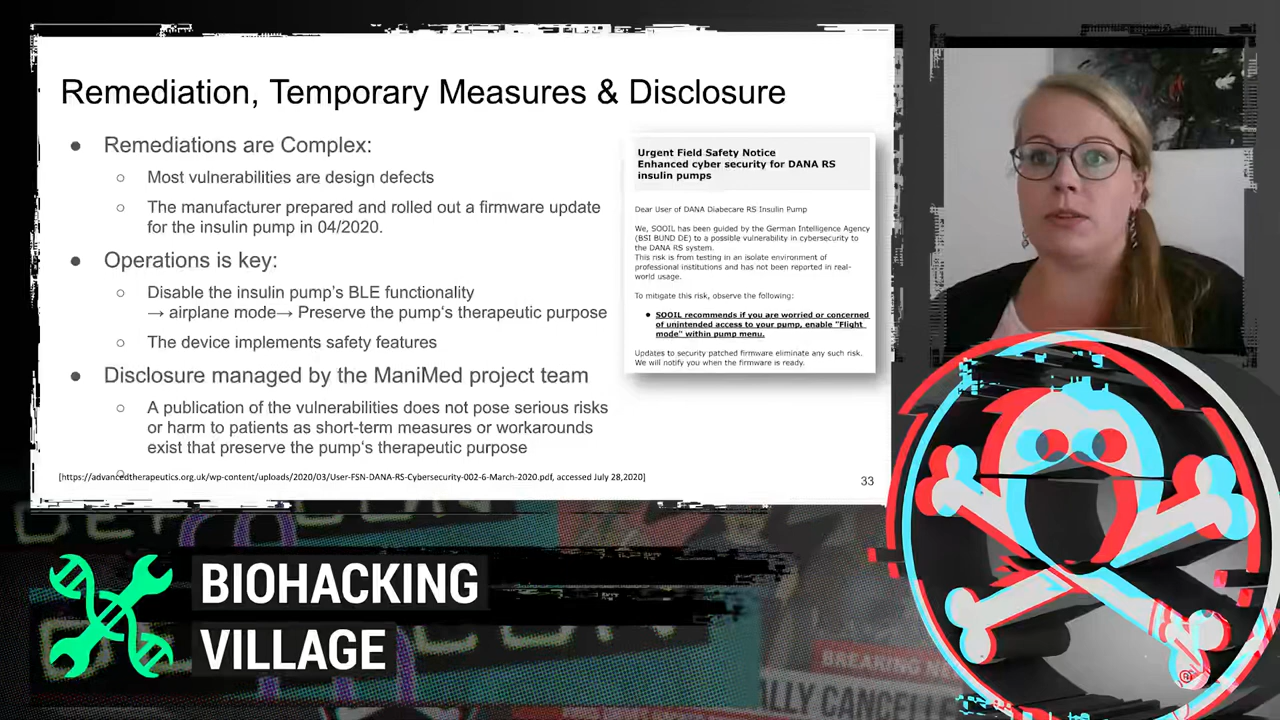 Remediation, Temporary Measures & Disclosure
● Remediations are Complex:
○ Most vulnerabilities are design defects
○ The manufacturer prepared and rolled out a firmware update
for the insulin pump in 04/2020.
● Operations is key:
○ Disable the insulin pump's BLE functionality
→ airplane mode→ Preserve the pump's therapeutic purpose
○ The device implements safety features
● Disclosure managed by the ManiMed project team
○ A publication of the vulnerabilities does not pose serious risks
or harm to patients as short-term measures or workarounds
exist that preserve the pump's therapeutic purpose
[https://advancedtherapeutics.org.uk/wp-content/uploads/2020/03/User-FSN-DANA-RS-Cybersecurity-002-6-March-2020.pdf, accessed July 28,2020]
33
Urgent Field Safety Notice
Enhanced cyber security for DANA RS
insulin pumps
Dear User of DANA Diabecare RS Insulin Pump
We, SOOIL has been guided by the German Intelligence Agency
(BSI BUND DE) to a possible vulnerability in cybersecurity to
the DANA RS system.
This risk is from testing in an isolate environment of
professional institutions and has not been reported in real-
world usage.
To mitigate this risk, observe the following:
● SOOIL recommends if you are worried or concerned
of unintended access to your pump, enable "Flight
mode" within pump menu.
Updates to security patched firmware eliminate any such risk.
We will notify you when the firmware is ready.
BIOHACKING
VILLAGE
BREAKING NE
ALLY CANCELLE
®